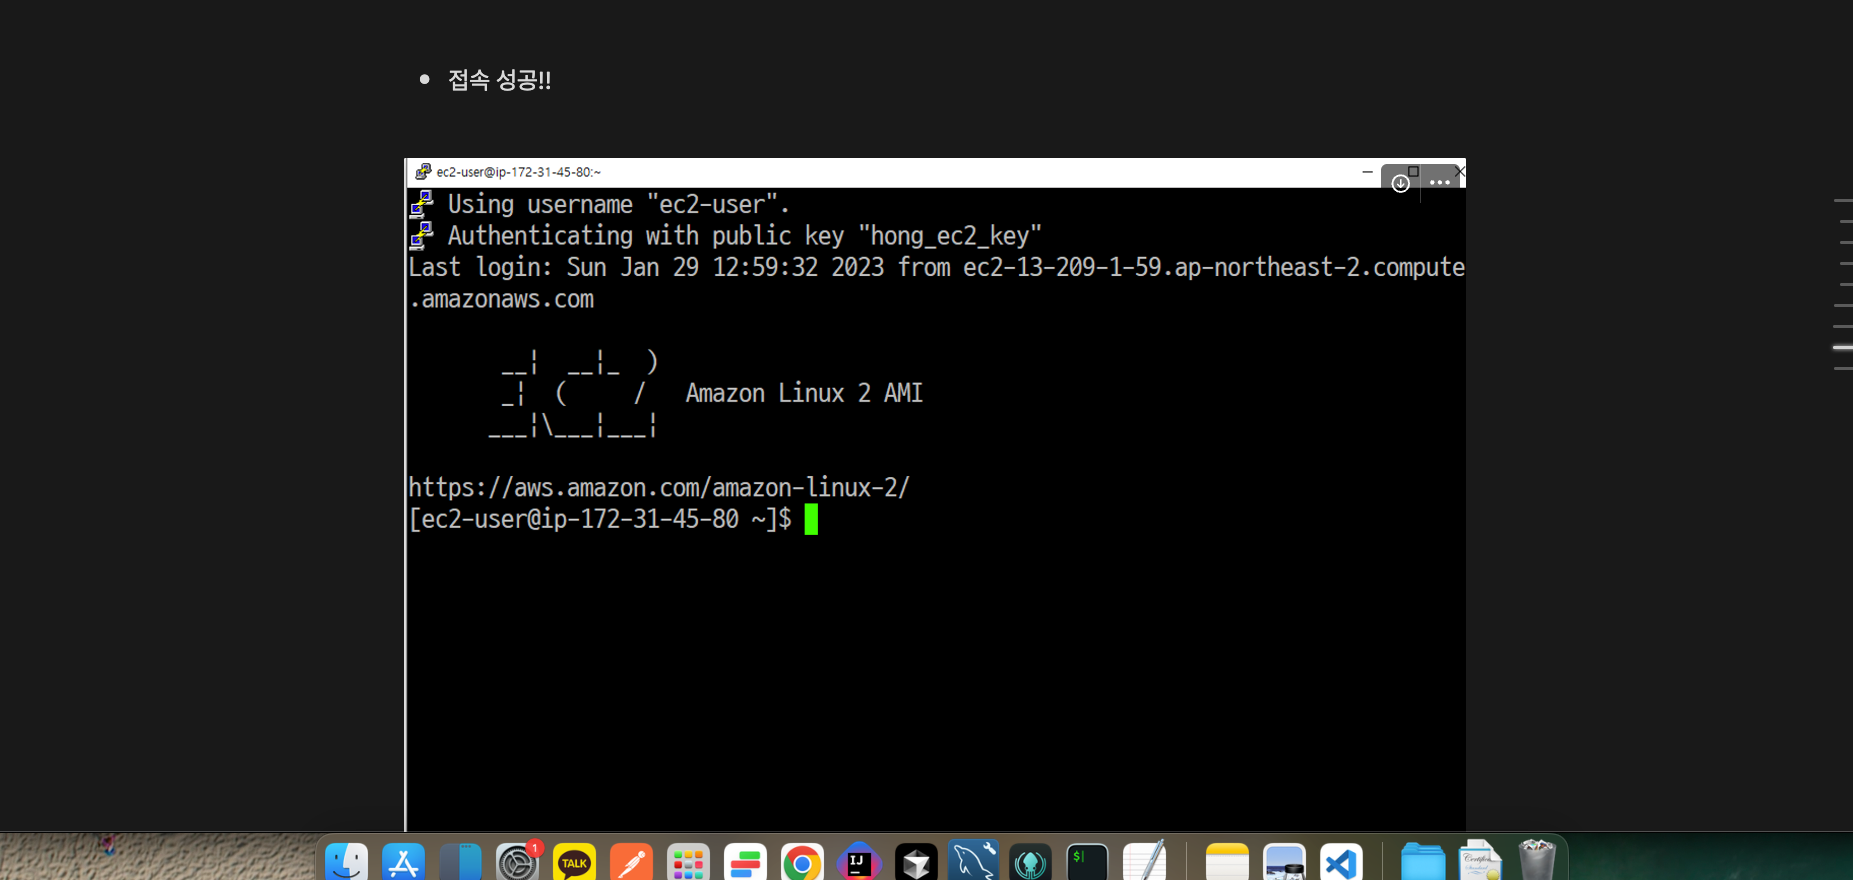 접속 성공!!
ec2-user@ip-172-31-45-80:~
Using username "ec2-user".
Authenticating with public key "hong_ec2_key"
Last login: Sun Jan 29 12:59:32 2023 from ec2-13-209-1-59.ap-northeast-2.compute
.amazonaws.com
__|  __|_  )
_|  (     /   Amazon Linux 2 AMI
___|\___|___|
https://aws.amazon.com/amazon-linux-2/
[ec2-user@ip-172-31-45-80 ~]$
1
TALK
IJ
$